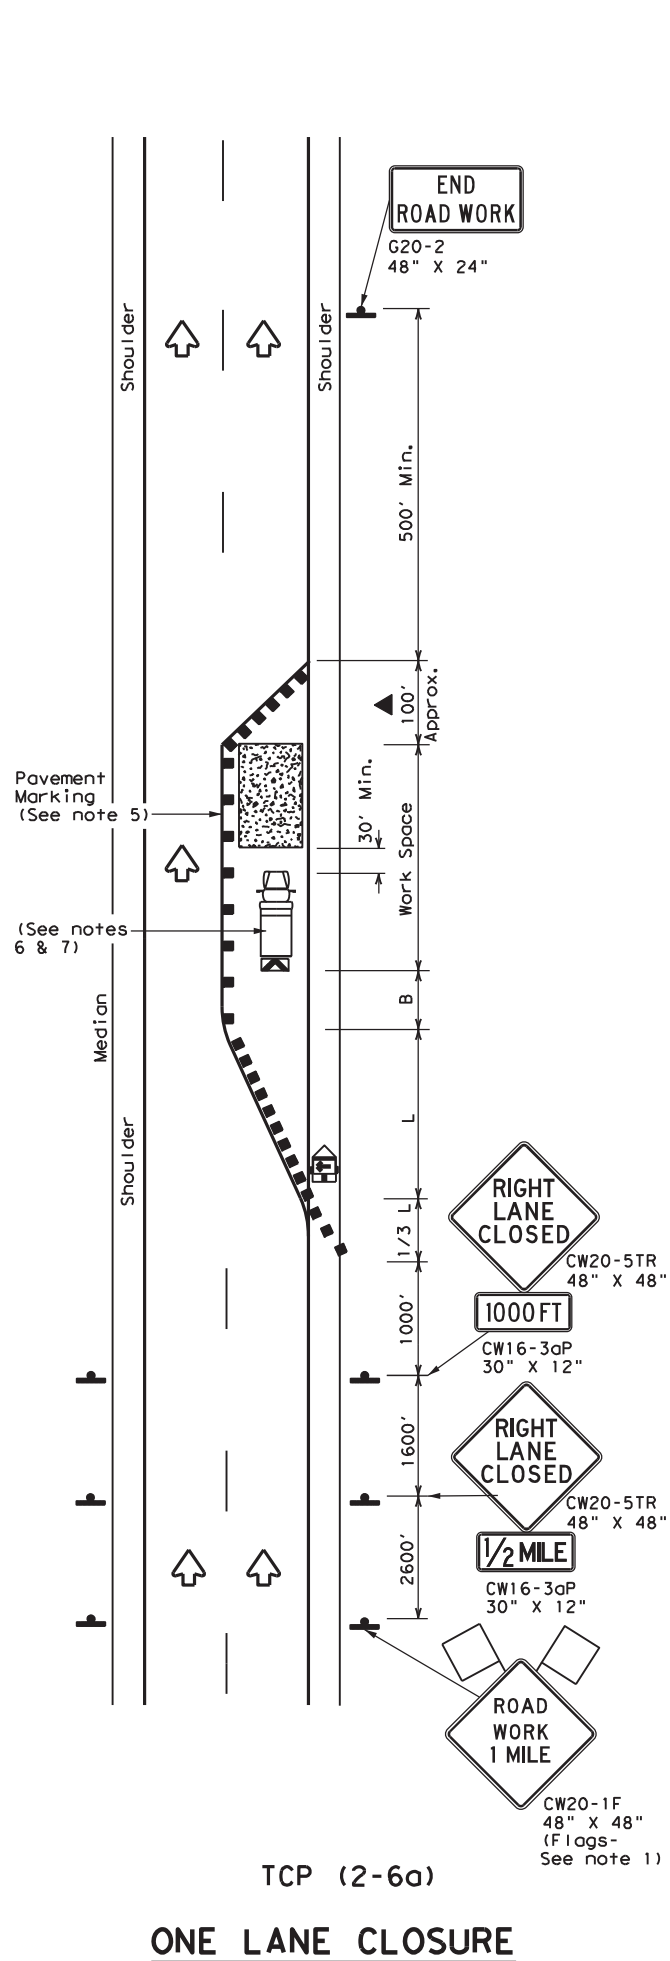 END
ROAD WORK
G20-2
48" X 24"
Shoulder
Shoulder
500' Min.
100'
Approx.
Pavement
Marking
(See note 5)
30' Min.
Work Space
(See notes
6 & 7)
B
Median
Shoulder
L
1/3 L
RIGHT
LANE
CLOSED
CW20-5TR
48" X 48"
1000 FT
CW16-3aP
30" X 12"
1000'
1600'
RIGHT
LANE
CLOSED
CW20-5TR
48" X 48"
1/2 MILE
CW16-3aP
30" X 12"
2600'
ROAD
WORK
1 MILE
CW20-1F
48" X 48"
(Flags-
See note 1)
TCP (2-6a)
ONE LANE CLOSURE